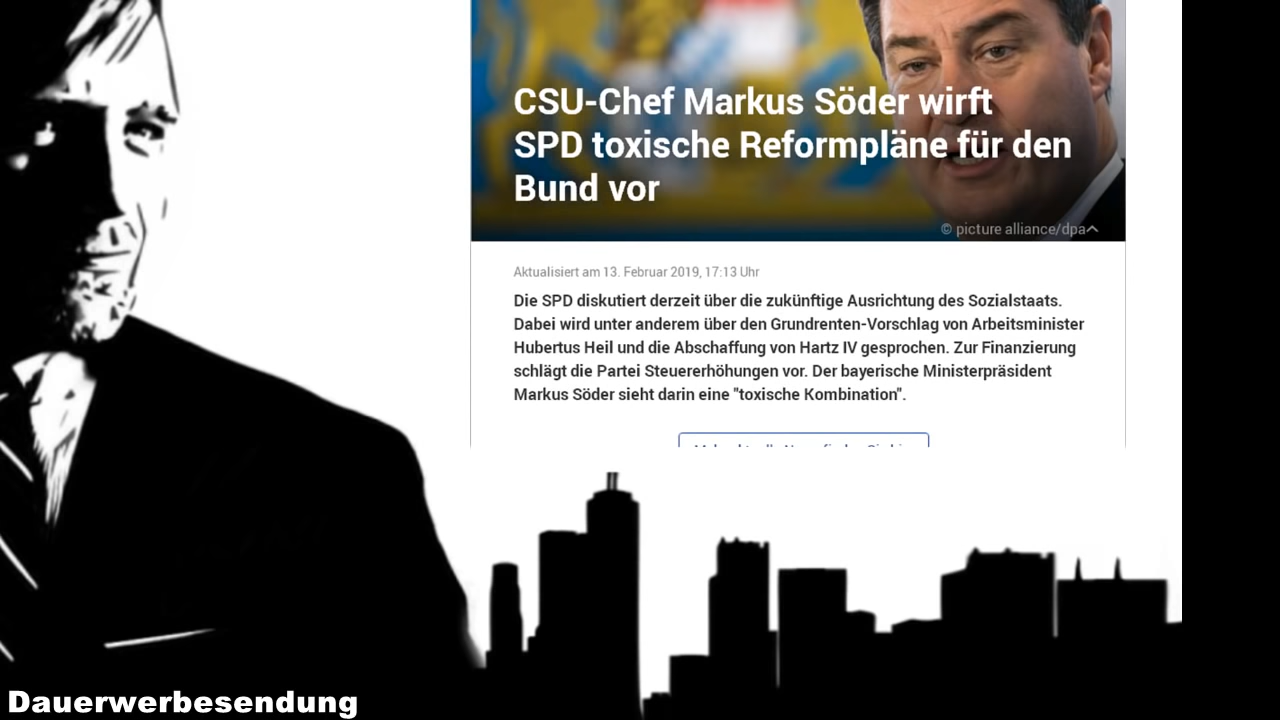 CSU-Chef Markus Söder wirft
SPD toxische Reformpläne für den
Bund vor
© picture alliance/dpa
Aktualisiert am 13. Februar 2019, 17:13 Uhr
Die SPD diskutiert derzeit über die zukünftige Ausrichtung des Sozialstaats.
Dabei wird unter anderem über den Grundrenten-Vorschlag von Arbeitsminister
Hubertus Heil und die Abschaffung von Hartz IV gesprochen. Zur Finanzierung
schlägt die Partei Steuererhöhungen vor. Der bayerische Ministerpräsident
Markus Söder sieht darin eine "toxische Kombination".
Dauerwerbesendung